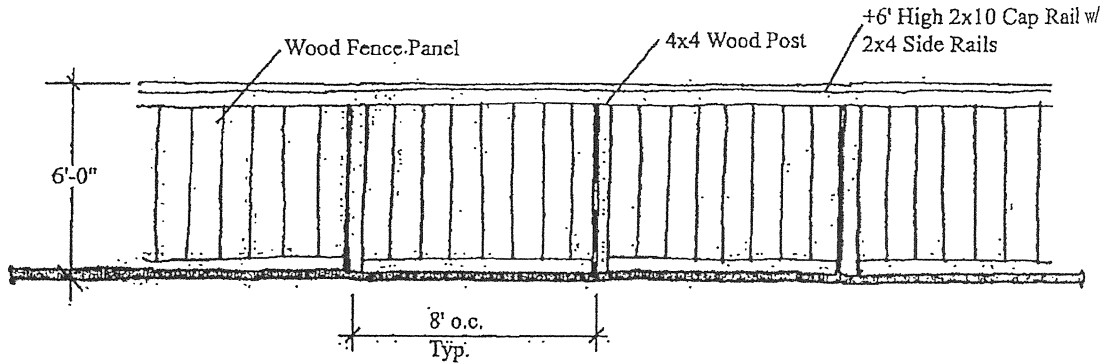 +6' High 2x10 Cap Rail w/
2x4 Side Rails
Wood Fence Panel
4x4 Wood Post
6'-0"
8' o.c.
Typ.